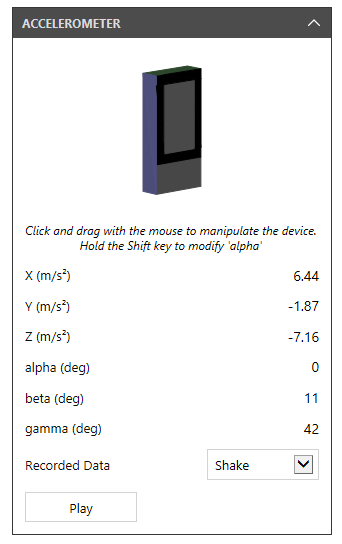 ACCELEROMETER
Click and drag with the mouse to manipulate the device.
Hold the Shift key to modify 'alpha'
X (m/s²) 6.44
Y (m/s²) -1.87
Z (m/s²) -7.16
alpha (deg) 0
beta (deg) 11
gamma (deg) 42
Recorded Data Shake
Play